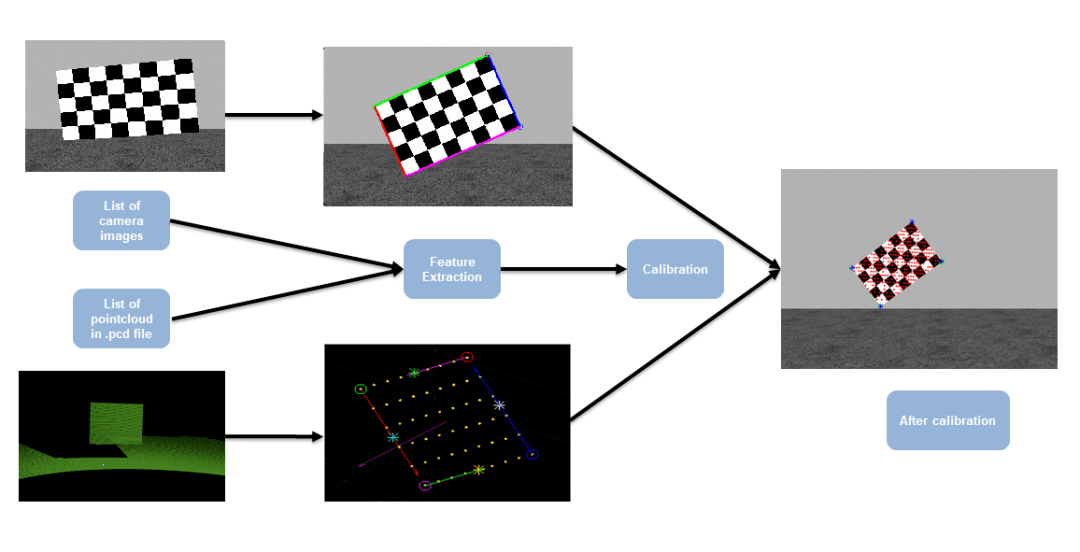 List of
camera
images
List of
pointcloud
in .pcd file
Feature
Extraction
Calibration
After calibration